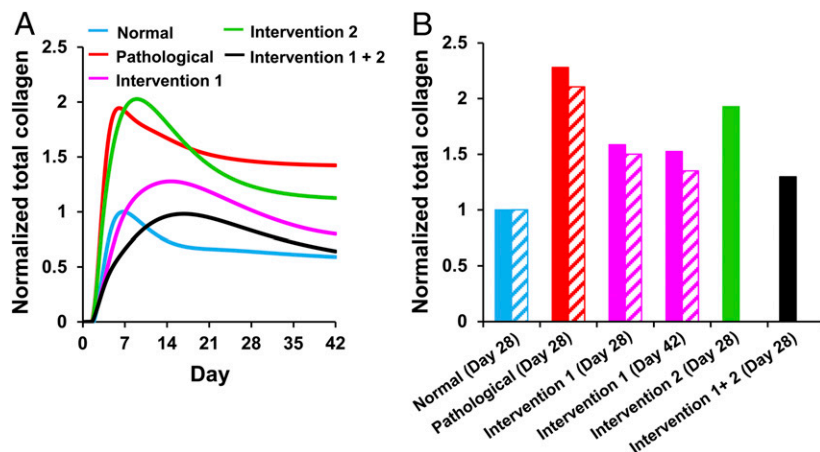 A
Normal
Pathological
Intervention 1
Intervention 2
Intervention 1 + 2
Normalized total collagen
2.5
2
1.5
1
0.5
0
0 7 14 21 28 35 42
Day
B
Normalized total collagen
2.5
2
1.5
1
0.5
0
Normal (Day 28)
Pathological (Day 28)
Intervention 1 (Day 28)
Intervention 1 (Day 42)
Intervention 2 (Day 28)
Intervention 1+ 2 (Day 28)